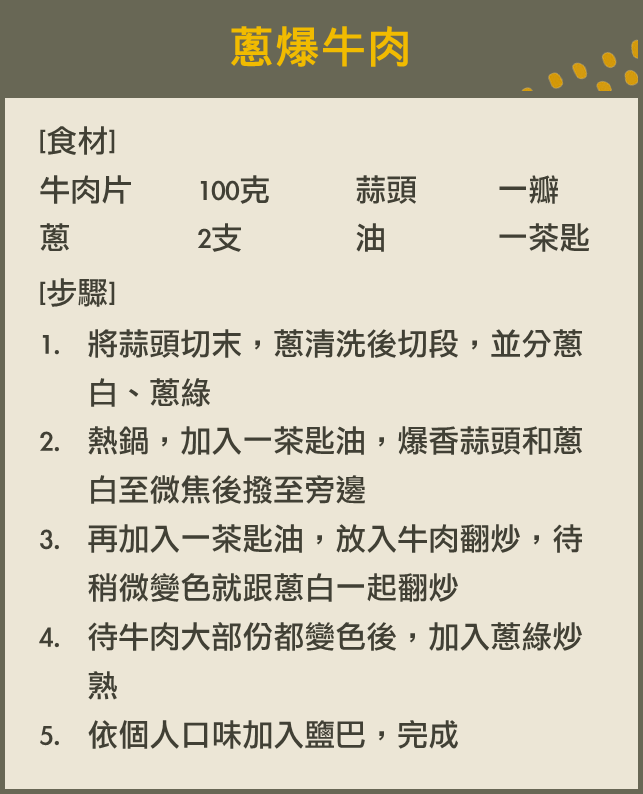 蔥爆牛肉
[食材]
牛肉片 100克 蒜頭 一瓣
蔥 2支 油 一茶匙
[步驟]
1. 將蒜頭切末，蔥清洗後切段，並分蔥
白、蔥綠
2. 熱鍋，加入一茶匙油，爆香蒜頭和蔥
白至微焦後撥至旁邊
3. 再加入一茶匙油，放入牛肉翻炒，待
稍微變色就跟蔥白一起翻炒
4. 待牛肉大部份都變色後，加入蔥綠炒
熟
5. 依個人口味加入鹽巴，完成